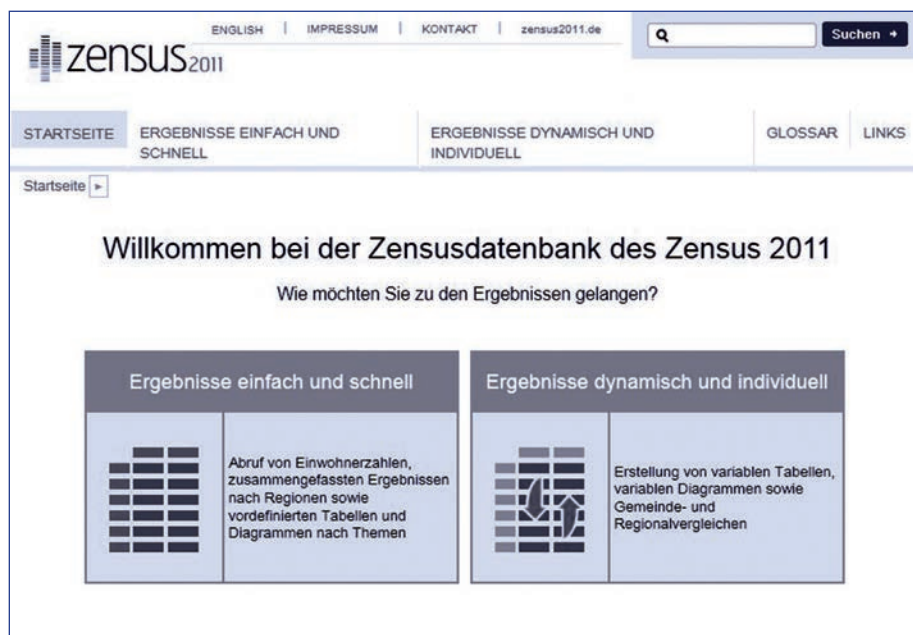 ENGLISH | IMPRESSUM | KONTAKT | zensus2011.de
Suchen
zensus2011
STARTSEITE
ERGEBNISSE EINFACH UND
SCHNELL
ERGEBNISSE DYNAMISCH UND
INDIVIDUELL
GLOSSAR
LINKS
Startseite
Willkommen bei der Zensusdatenbank des Zensus 2011
Wie möchten Sie zu den Ergebnissen gelangen?
Ergebnisse einfach und schnell
Abruf von Einwohnerzahlen,
zusammengefassten Ergebnissen
nach Regionen sowie
vordefinierten Tabellen und
Diagrammen nach Themen
Ergebnisse dynamisch und individuell
Erstellung von variablen Tabellen,
variablen Diagrammen sowie
Gemeinde- und
Regionalvergleichen